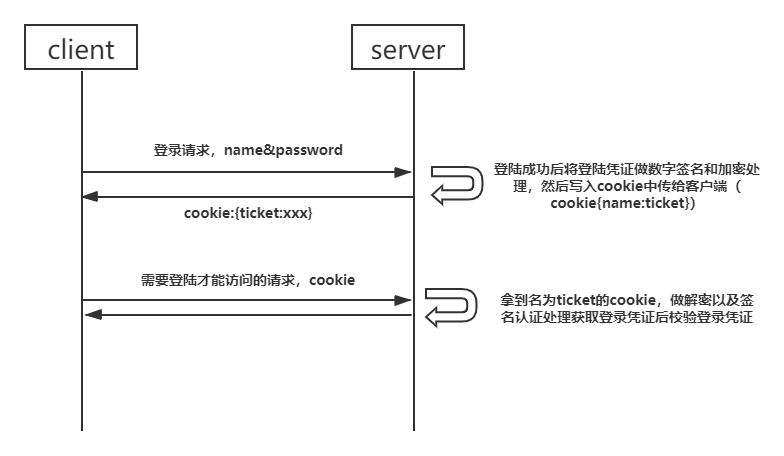 client
server
登录请求，name&password
登陆成功后将登陆凭证做数字签名和加密处
理，然后写入cookie中传给客户端（
cookie{name:ticket}）
cookie:{ticket:xxx}
需要登陆才能访问的请求，cookie
拿到名为ticket的cookie，做解密以及签
名认证处理获取登录凭证后校验登录凭证